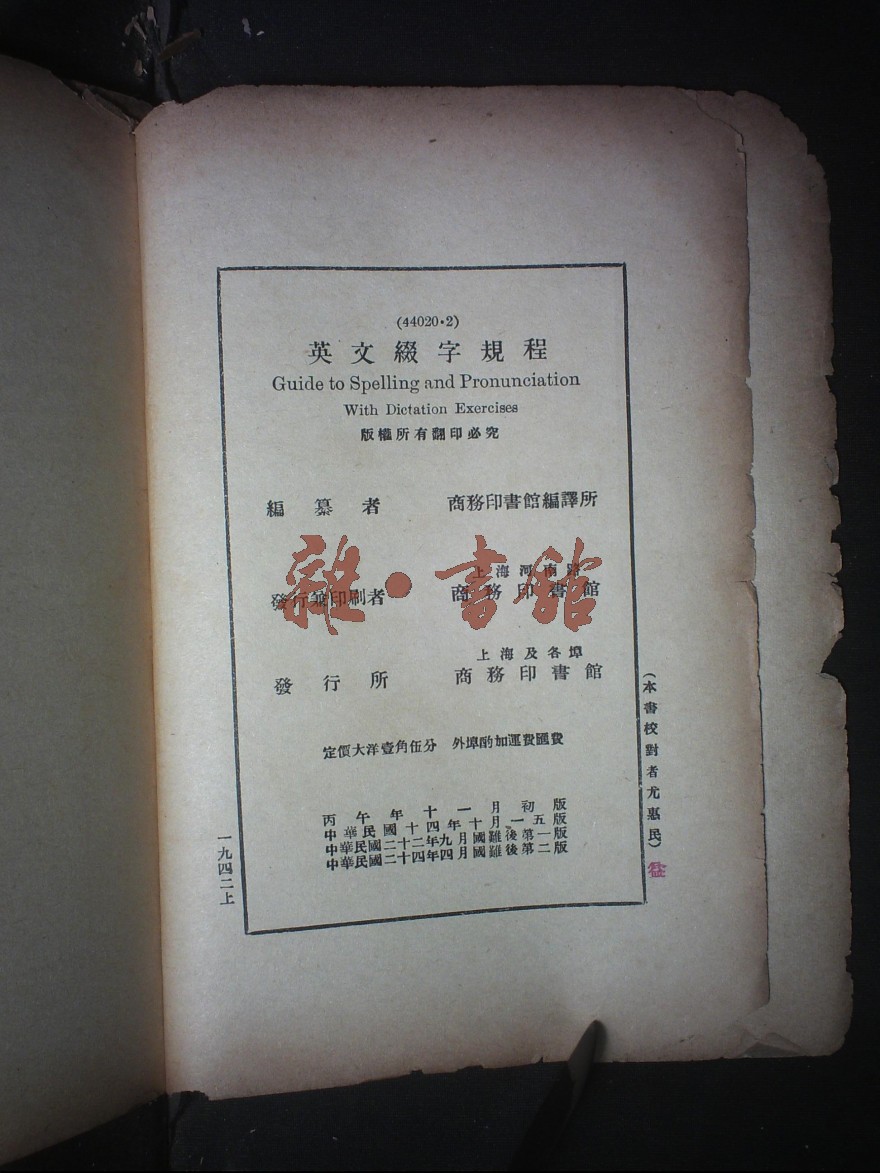 (44020·2)
英文綴字規程
Guide to Spelling and Pronunciation
With Dictation Exercises
版權所有翻印必究
編纂者 商務印書館編譯所
上海河南路
發行兼印刷者 商務印書館
雜·書館
上海及各埠
發行所 商務印書館
定價大洋壹角伍分 外埠酌加運費匯費
丙午年十一月初版
中華民國十四年十月一五版
中華民國二十二年九月國難後第一版
中華民國二十四年四月國難後第二版
(本書校對者尤惠民)
一九四二上